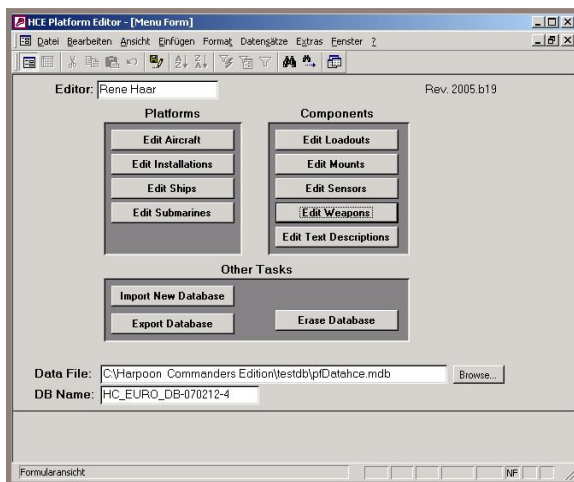 HCE Platform Editor - [Menu Form]
Datei Bearbeiten Ansicht Einfügen Format Datensätze Extras Fenster ?
Editor: Rene Haar Rev. 2005.b19
Platforms Components
Edit Aircraft Edit Loadouts
Edit Installations Edit Mounts
Edit Ships Edit Sensors
Edit Submarines Edit Weapons
Edit Text Descriptions
Other Tasks
Import New Database
Export Database Erase Database
Data File: C:\Harpoon Commanders Edition\testdb\pfDatahce.mdb Browse...
DB Name: HC_EURO_DB-070212-4
Formularansicht NF